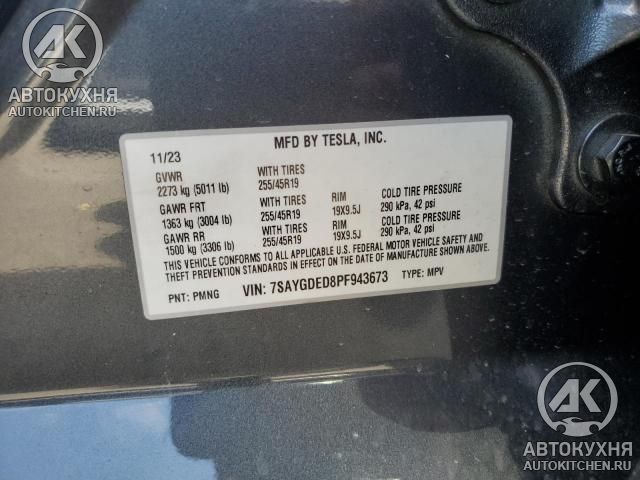 АК
АВТОКУХНЯ
AUTOKITCHEN.RU
MFD BY TESLA, INC.
11/23
GVWR WITH TIRES
2273 kg (5011 lb) 255/45R19
GAWR FRT WITH TIRES RIM COLD TIRE PRESSURE
1363 kg (3004 lb) 255/45R19 19X9.5J 290 kPa, 42 psi
GAWR RR WITH TIRES RIM COLD TIRE PRESSURE
1500 kg (3306 lb) 255/45R19 19X9.5J 290 kPa, 42 psi
THIS VEHICLE CONFORMS TO ALL APPLICABLE U.S. FEDERAL MOTOR VEHICLE SAFETY AND
THEFT PREVENTION STANDARDS IN EFFECT ON THE DATE OF MANUFACTURE SHOWN ABOVE.
PNT: PMNG VIN: 7SAYGDED8PF943673 TYPE: MPV
АК
АВТОКУХНЯ
AUTOKITCHEN.RU